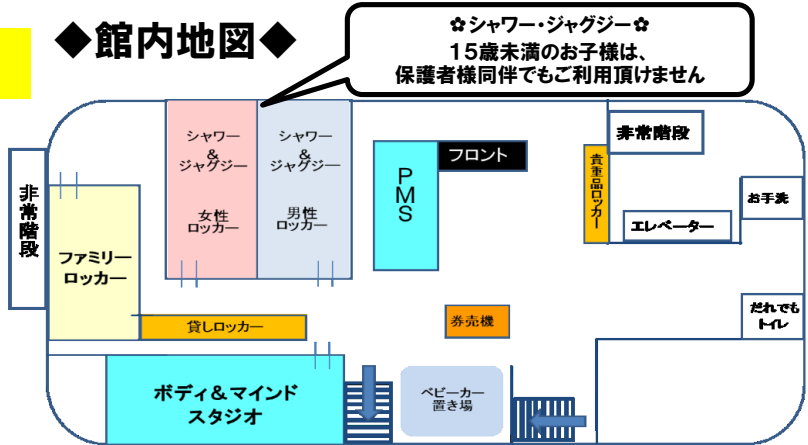 ◆館内地図◆
✿シャワー・ジャグジー✿
15歳未満のお子様は、
保護者様同伴でもご利用頂けません
非常階段
シャワー
&
ジャグジー
女性
ロッカー
シャワー
&
ジャグジー
男性
ロッカー
PMS
フロント
貴重品ロッカー
非常階段
お手洗
エレベーター
ファミリー
ロッカー
貸しロッカー
券売機
だれでも
トイレ
ボディ&マインド
スタジオ
ベビーカー
置き場